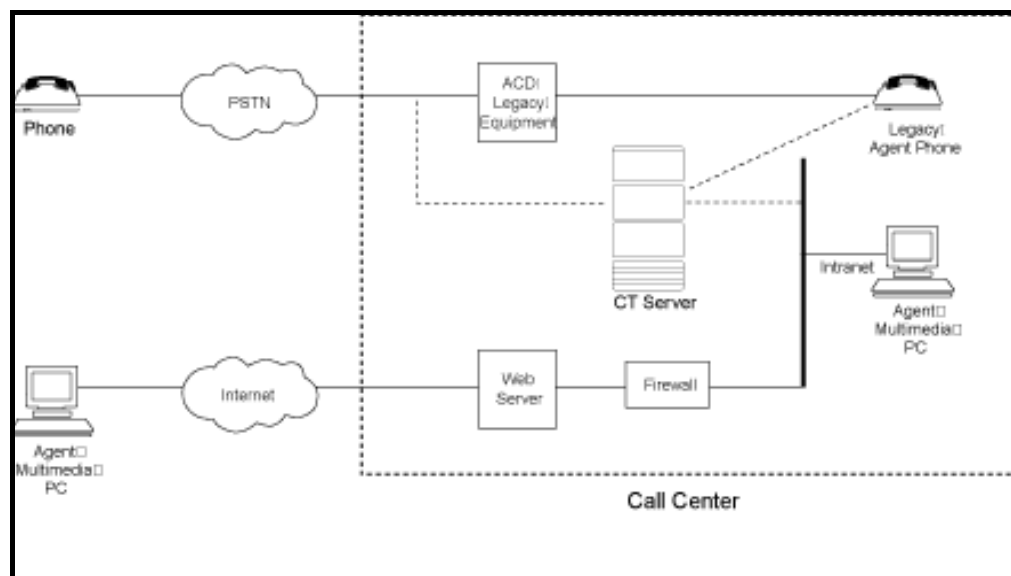 Phone
PSTN
ACD
Legacy
Equipment
Legacy
Agent Phone
CT Server
Intranet
Agent
Multimedia
PC
Agent
Multimedia
PC
Internet
Web
Server
Firewall
Call Center